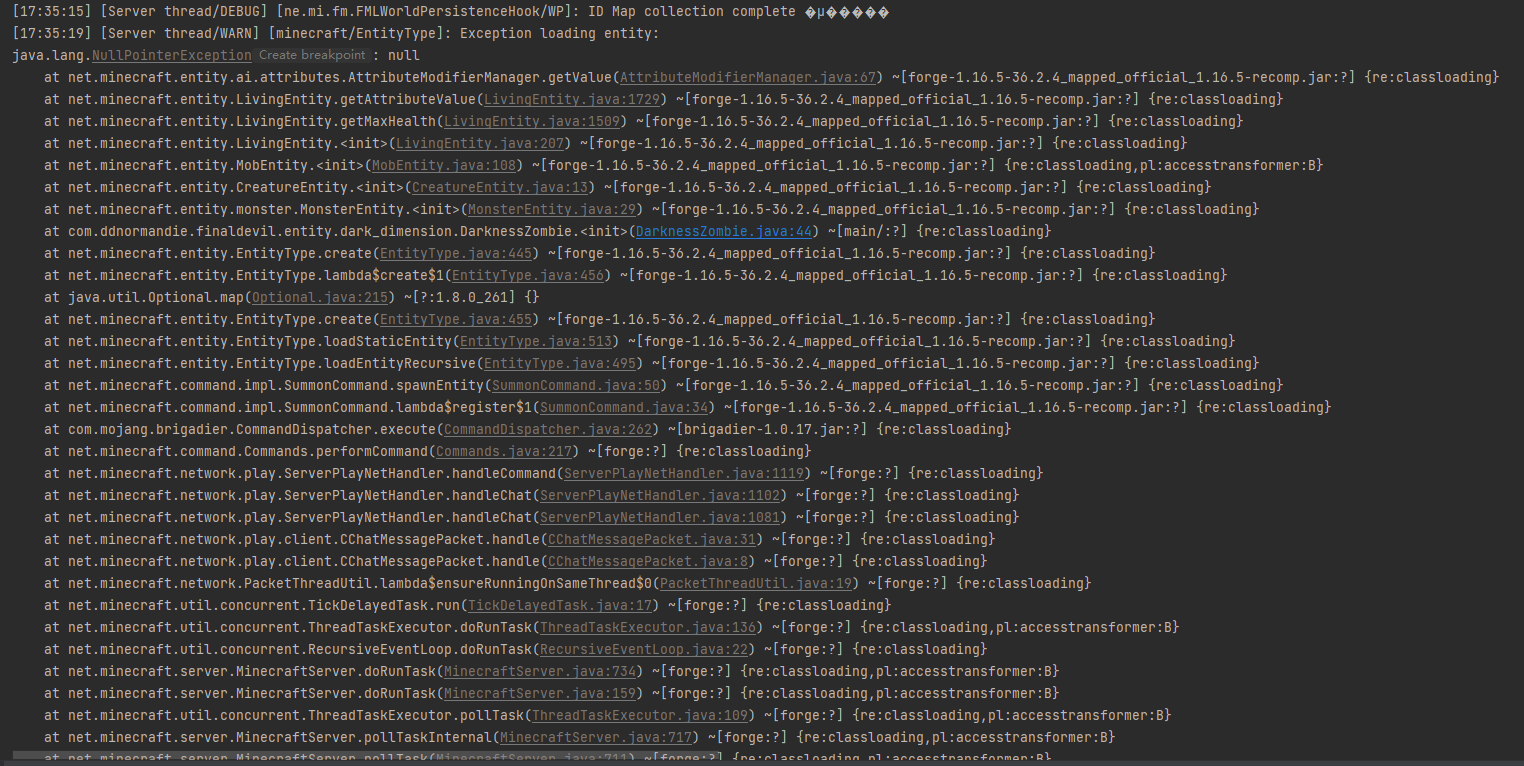 [17:35:15] [Server thread/DEBUG] [ne.mi.fm.FMLWorldPersistenceHook/WP]: ID Map collection complete �µ�����
[17:35:19] [Server thread/WARN] [minecraft/EntityType]: Exception loading entity:
java.lang.NullPointerException Create breakpoint : null
at net.minecraft.entity.ai.attributes.AttributeModifierManager.getValue(AttributeModifierManager.java:67) ~[forge-1.16.5-36.2.4_mapped_official_1.16.5-recomp.jar:?] {re:classloading}
at net.minecraft.entity.LivingEntity.getAttributeValue(LivingEntity.java:1729) ~[forge-1.16.5-36.2.4_mapped_official_1.16.5-recomp.jar:?] {re:classloading}
at net.minecraft.entity.LivingEntity.getMaxHealth(LivingEntity.java:1509) ~[forge-1.16.5-36.2.4_mapped_official_1.16.5-recomp.jar:?] {re:classloading}
at net.minecraft.entity.LivingEntity.<init>(LivingEntity.java:207) ~[forge-1.16.5-36.2.4_mapped_official_1.16.5-recomp.jar:?] {re:classloading}
at net.minecraft.entity.MobEntity.<init>(MobEntity.java:108) ~[forge-1.16.5-36.2.4_mapped_official_1.16.5-recomp.jar:?] {re:classloading,pl:accesstransformer:B}
at net.minecraft.entity.CreatureEntity.<init>(CreatureEntity.java:13) ~[forge-1.16.5-36.2.4_mapped_official_1.16.5-recomp.jar:?] {re:classloading}
at net.minecraft.entity.monster.MonsterEntity.<init>(MonsterEntity.java:29) ~[forge-1.16.5-36.2.4_mapped_official_1.16.5-recomp.jar:?] {re:classloading}
at com.ddnormandie.finaldevil.entity.dark_dimension.DarknessZombie.<init>(DarknessZombie.java:44) ~[main/:?] {re:classloading}
at net.minecraft.entity.EntityType.create(EntityType.java:445) ~[forge-1.16.5-36.2.4_mapped_official_1.16.5-recomp.jar:?] {re:classloading}
at net.minecraft.entity.EntityType.lambda$create$1(EntityType.java:456) ~[forge-1.16.5-36.2.4_mapped_official_1.16.5-recomp.jar:?] {re:classloading}
at java.util.Optional.map(Optional.java:215) ~[?:1.8.0_261] {}
at net.minecraft.entity.EntityType.create(EntityType.java:455) ~[forge-1.16.5-36.2.4_mapped_official_1.16.5-recomp.jar:?] {re:classloading}
at net.minecraft.entity.EntityType.loadStaticEntity(EntityType.java:513) ~[forge-1.16.5-36.2.4_mapped_official_1.16.5-recomp.jar:?] {re:classloading}
at net.minecraft.entity.EntityType.loadEntityRecursive(EntityType.java:495) ~[forge-1.16.5-36.2.4_mapped_official_1.16.5-recomp.jar:?] {re:classloading}
at net.minecraft.command.impl.SummonCommand.spawnEntity(SummonCommand.java:50) ~[forge-1.16.5-36.2.4_mapped_official_1.16.5-recomp.jar:?] {re:classloading}
at net.minecraft.command.impl.SummonCommand.lambda$register$1(SummonCommand.java:34) ~[forge-1.16.5-36.2.4_mapped_official_1.16.5-recomp.jar:?] {re:classloading}
at com.mojang.brigadier.CommandDispatcher.execute(CommandDispatcher.java:262) ~[brigadier-1.0.17.jar:?] {re:classloading}
at net.minecraft.command.Commands.performCommand(Commands.java:217) ~[forge:?] {re:classloading}
at net.minecraft.network.play.ServerPlayNetHandler.handleCommand(ServerPlayNetHandler.java:1119) ~[forge:?] {re:classloading}
at net.minecraft.network.play.ServerPlayNetHandler.handleChat(ServerPlayNetHandler.java:1102) ~[forge:?] {re:classloading}
at net.minecraft.network.play.ServerPlayNetHandler.handleChat(ServerPlayNetHandler.java:1081) ~[forge:?] {re:classloading}
at net.minecraft.network.play.client.CChatMessagePacket.handle(CChatMessagePacket.java:31) ~[forge:?] {re:classloading}
at net.minecraft.network.play.client.CChatMessagePacket.handle(CChatMessagePacket.java:8) ~[forge:?] {re:classloading}
at net.minecraft.network.PacketThreadUtil.lambda$ensureRunningOnSameThread$0(PacketThreadUtil.java:19) ~[forge:?] {re:classloading}
at net.minecraft.util.concurrent.TickDelayedTask.run(TickDelayedTask.java:17) ~[forge:?] {re:classloading}
at net.minecraft.util.concurrent.ThreadTaskExecutor.doRunTask(ThreadTaskExecutor.java:136) ~[forge:?] {re:classloading,pl:accesstransformer:B}
at net.minecraft.util.concurrent.RecursiveEventLoop.doRunTask(RecursiveEventLoop.java:22) ~[forge:?] {re:classloading}
at net.minecraft.server.MinecraftServer.doRunTask(MinecraftServer.java:734) ~[forge:?] {re:classloading,pl:accesstransformer:B}
at net.minecraft.server.MinecraftServer.doRunTask(MinecraftServer.java:159) ~[forge:?] {re:classloading,pl:accesstransformer:B}
at net.minecraft.util.concurrent.ThreadTaskExecutor.pollTask(ThreadTaskExecutor.java:109) ~[forge:?] {re:classloading,pl:accesstransformer:B}
at net.minecraft.server.MinecraftServer.pollTaskInternal(MinecraftServer.java:717) ~[forge:?] {re:classloading,pl:accesstransformer:B}
at net.minecraft.server.MinecraftServer.pollTask(MinecraftServer.java:711) ~[forge:?] {re:classloading,pl:accesstransformer:B}